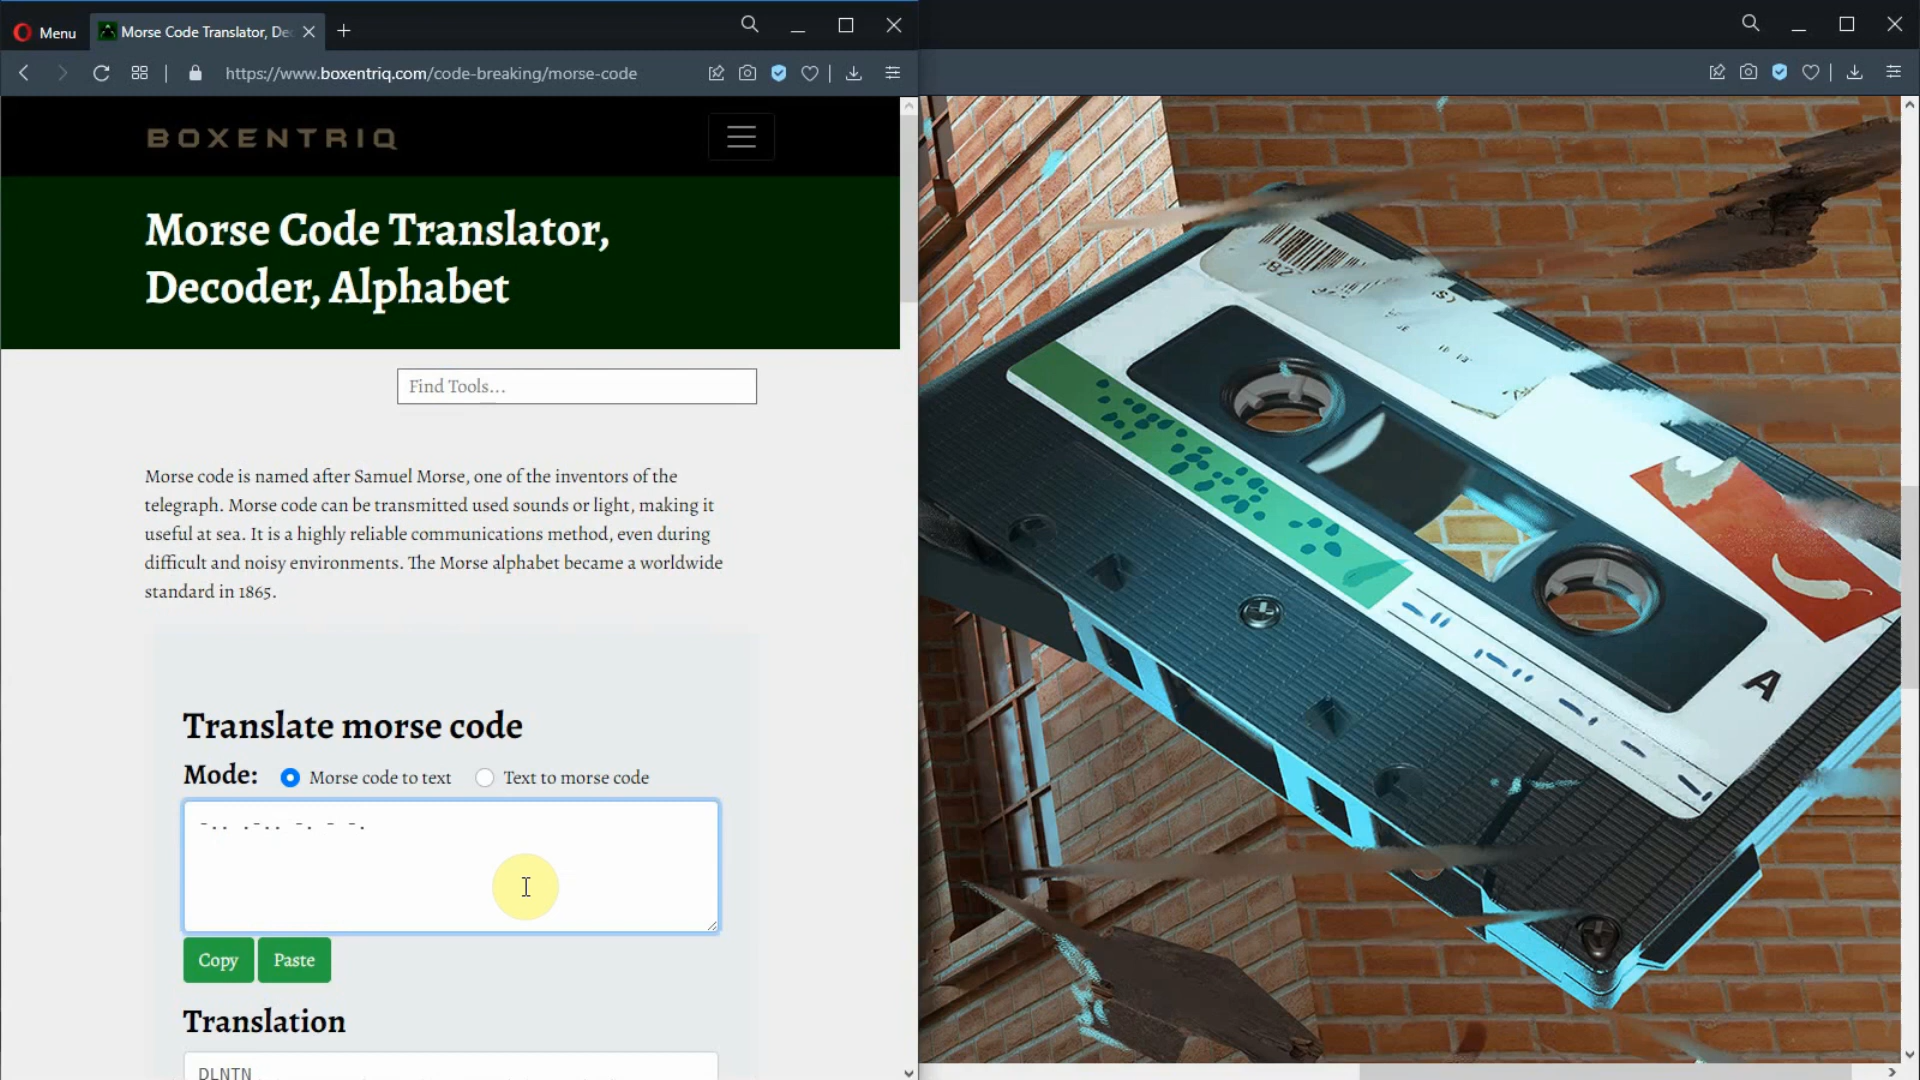 Menu
Morse Code Translator, De
https://www.boxentriq.com/code-breaking/morse-code
BOXENTRIQ
Morse Code Translator,
Decoder, Alphabet
Find Tools...
Morse code is named after Samuel Morse, one of the inventors of the
telegraph. Morse code can be transmitted used sounds or light, making it
useful at sea. It is a highly reliable communications method, even during
difficult and noisy environments. The Morse alphabet became a worldwide
standard in 1865.
Translate morse code
Mode: Morse code to text Text to morse code
-.. .-.. -. - -.
Copy Paste
Translation
DLNTN
A